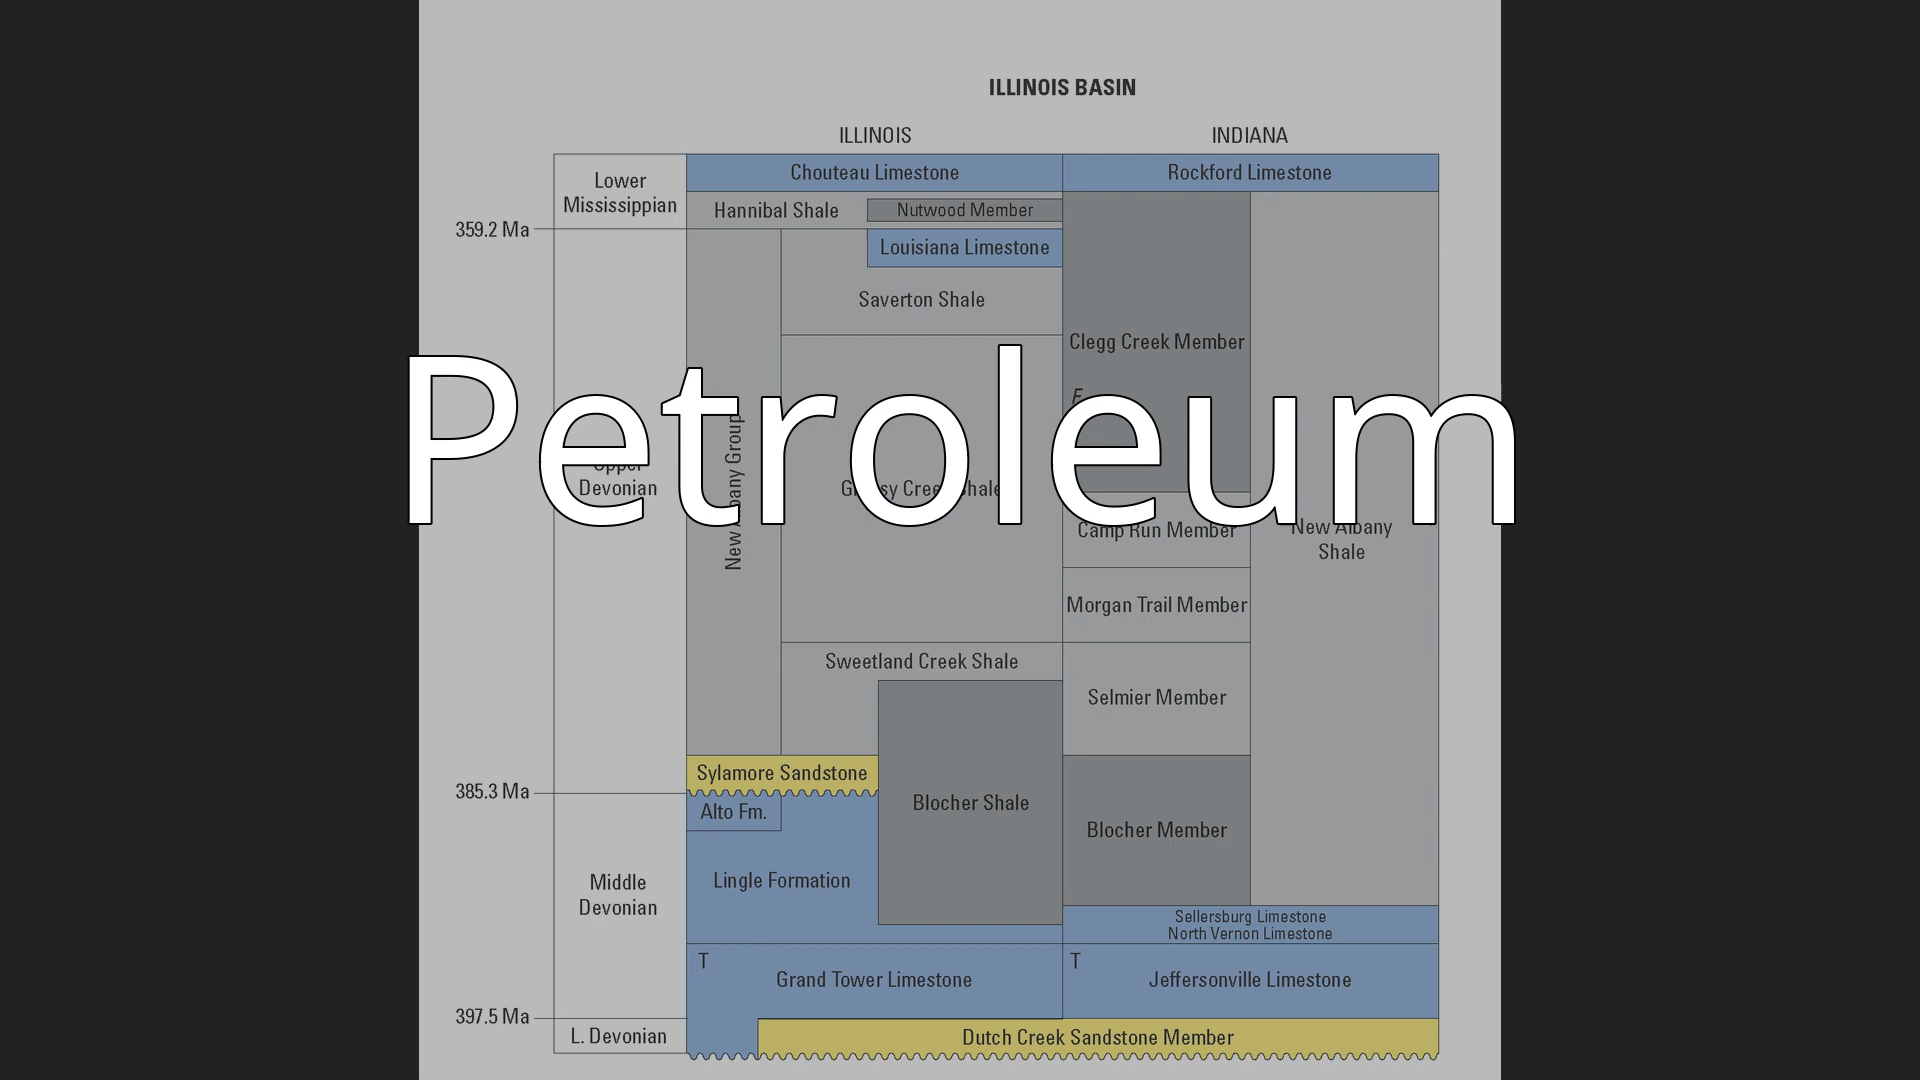 ILLINOIS BASIN
ILLINOIS
INDIANA
Lower
Mississippian
Chouteau Limestone
Rockford Limestone
Hannibal Shale
Nutwood Member
359.2 Ma
Louisiana Limestone
Saverton Shale
Clegg Creek Member
Petroleum
Devonian
Camp Run Member
New Albany
Shale
Morgan Trail Member
Sweetland Creek Shale
Selmier Member
Sylamore Sandstone
385.3 Ma
Alto Fm.
Blocher Shale
Blocher Member
Lingle Formation
Middle
Devonian
Sellersburg Limestone
North Vernon Limestone
T
T
Grand Tower Limestone
Jeffersonville Limestone
397.5 Ma
L. Devonian
Dutch Creek Sandstone Member